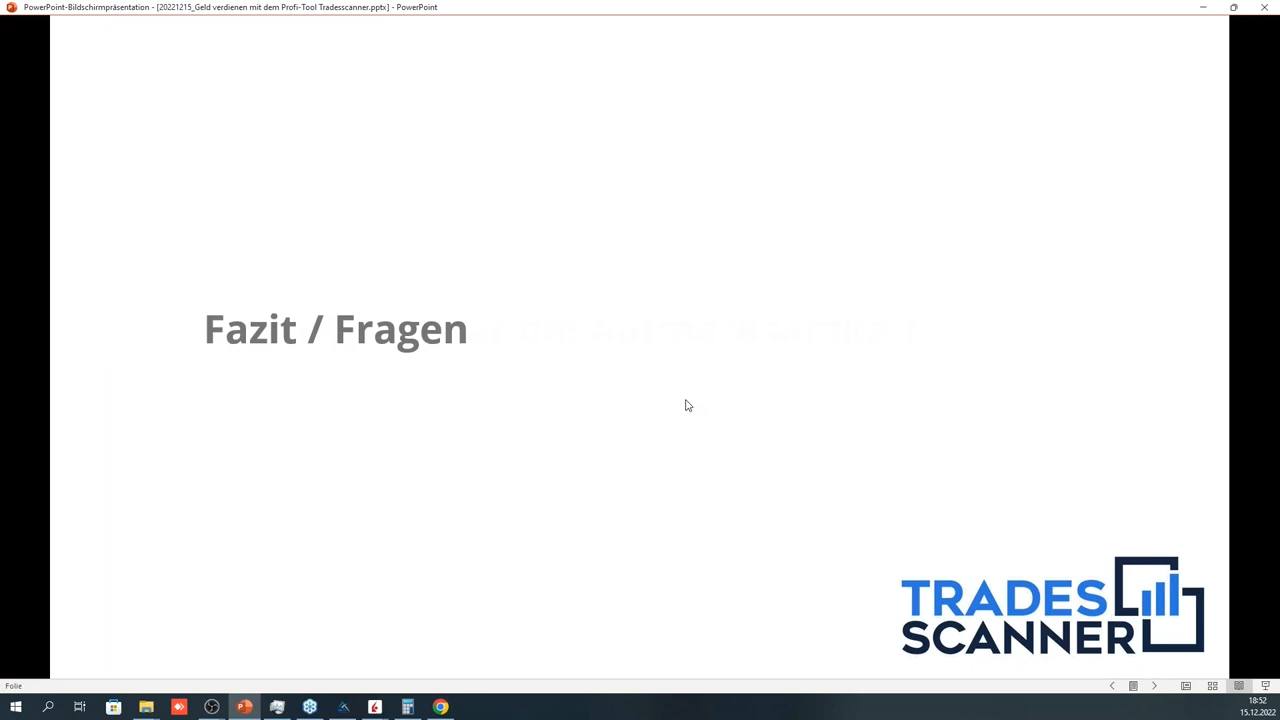 PowerPoint-Bildschirmpräsentation - [20221215_Geld verdienen mit dem Profi-Tool Tradesscanner.pptx] - PowerPoint
Fazit / Fragen
TRADES
SCANNER
Folie
18:52
15.12.2022